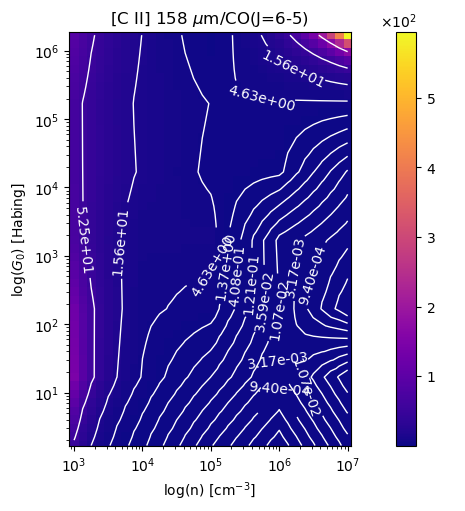 [C II] 158 μm/CO(J=6-5)
×10²
10⁶
10⁵
10⁴
10³
10²
10¹
log(G₀) [Habing]
1.56e+01
4.63e+00
5.25e+01
1.56e+01
4.63e+00
1.37e+00
4.08e-01
1.21e-01
3.59e-02
1.07e-02
3.17e-03
9.40e-04
3.17e-03
9.40e-04
1.07e-02
5
4
3
2
1
10³
10⁴
10⁵
10⁶
10⁷
log(n) [cm⁻³]